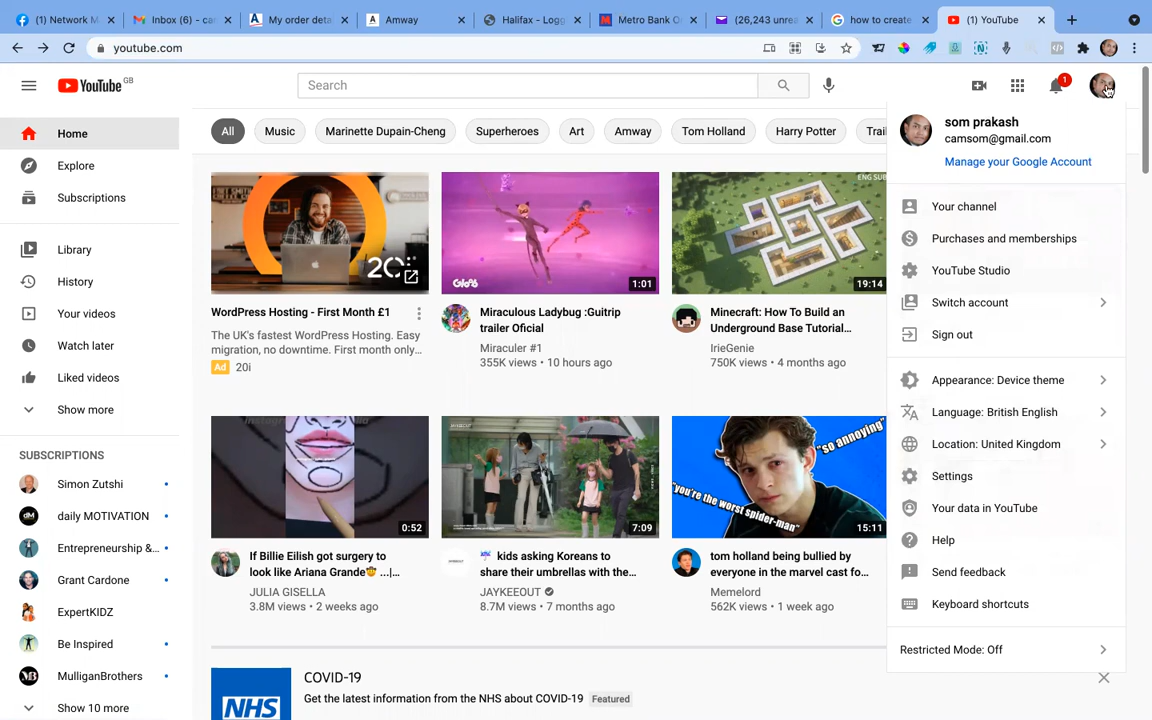 (1) Network M
Inbox (6) - ca
My order deta
Amway
Halifax - Logg
Metro Bank O
(26,243 unre
how to create
(1) YouTube
youtube.com
YouTube GB
Search
1
All
Music
Marinette Dupain-Cheng
Superheroes
Art
Amway
Tom Holland
Harry Potter
Trail
Home
Explore
Subscriptions
Library
History
Your videos
Watch later
Liked videos
Show more
SUBSCRIPTIONS
Simon Zutshi
daily MOTIVATION
Entrepreneurship &...
Grant Cardone
ExpertKIDZ
Be Inspired
MulliganBrothers
Show 10 more
20i
WordPress Hosting - First Month £1
The UK's fastest WordPress Hosting. Easy
migration, no downtime. First month only...
Ad 20i
1:01
Miraculous Ladybug :Guitrip
trailer Oficial
Miraculer #1
355K views • 10 hours ago
ENG SUB
19:14
Minecraft: How To Build an
Underground Base Tutorial...
IrieGenie
750K views • 4 months ago
0:52
If Billie Eilish got surgery to
look like Ariana Grande🤠 ...|...
JULIA GISELLA
3.8M views • 2 weeks ago
7:09
☔ kids asking Koreans to
share their umbrellas with the...
JAYKEEOUT
8.7M views • 7 months ago
"so annoying"
"you're the worst spider-man"
15:11
tom holland being bullied by
everyone in the marvel cast fo...
Memelord
562K views • 1 week ago
NHS
COVID-19
Get the latest information from the NHS about COVID-19 Featured
som prakash
camsom@gmail.com
Manage your Google Account
Your channel
Purchases and memberships
YouTube Studio
Switch account
Sign out
Appearance: Device theme
Language: British English
Location: United Kingdom
Settings
Your data in YouTube
Help
Send feedback
Keyboard shortcuts
Restricted Mode: Off